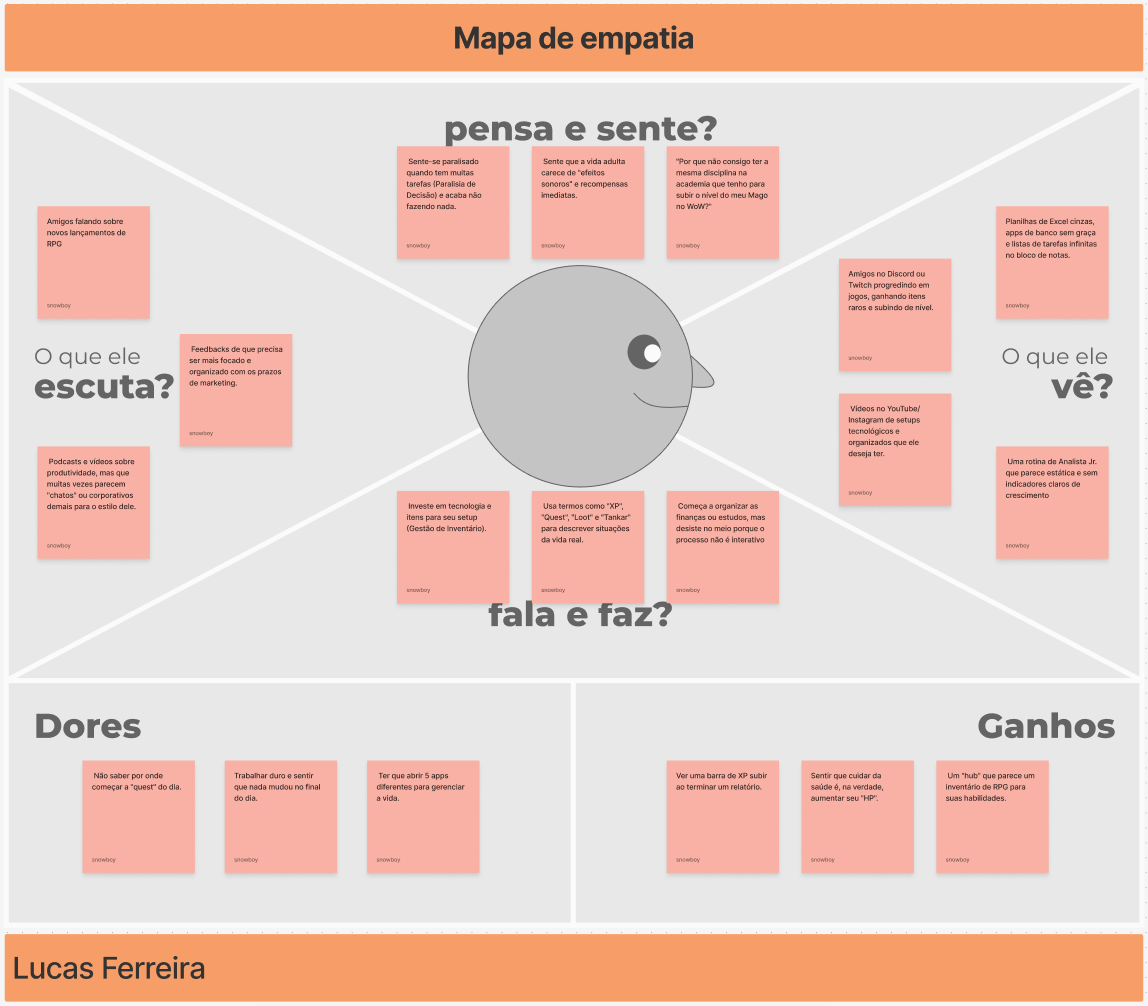 Mapa de empatia
pensa e sente?
Sente-se paralisado
quando tem muitas
tarefas (Paralisia de
Decisão) e acaba não
fazendo nada.
snowboy
Sente que a vida adulta
carece de "efeitos
sonoros" e recompensas
imediatas.
snowboy
"Por que não consigo ter a
mesma disciplina na
academia que tenho para
subir o nível do meu Mago
no WoW?"
snowboy
Amigos falando sobre
novos lançamentos de
RPG
snowboy
O que ele
escuta?
Feedbacks de que precisa
ser mais focado e
organizado com os prazos
de marketing.
snowboy
Podcasts e vídeos sobre
produtividade, mas que
muitas vezes parecem
"chatos" ou corporativos
demais para o estilo dele.
snowboy
Amigos no Discord ou
Twitch progredindo em
jogos, ganhando itens
raros e subindo de nível.
snowboy
Planilhas de Excel cinzas,
apps de banco sem graça
e listas de tarefas infinitas
no bloco de notas.
snowboy
O que ele
vê?
Vídeos no YouTube/
Instagram de setups
tecnológicos e
organizados que ele
deseja ter.
snowboy
Uma rotina de Analista Jr.
que parece estática e sem
indicadores claros de
crescimento
snowboy
Investe em tecnologia e
itens para seu setup
(Gestão de Inventário).
snowboy
Usa termos como "XP",
"Quest", "Loot" e "Tankar"
para descrever situações
da vida real.
snowboy
Começa a organizar as
finanças ou estudos, mas
desiste no meio porque o
processo não é interativo
snowboy
fala e faz?
Dores
Não saber por onde
começar a "quest" do dia.
snowboy
Trabalhar duro e sentir
que nada mudou no final
do dia.
snowboy
Ter que abrir 5 apps
diferentes para gerenciar
a vida.
snowboy
Ganhos
Ver uma barra de XP subir
ao terminar um relatório.
snowboy
Sentir que cuidar da
saúde é, na verdade,
aumentar seu "HP".
snowboy
Um "hub" que parece um
inventário de RPG para
suas habilidades.
snowboy
Lucas Ferreira